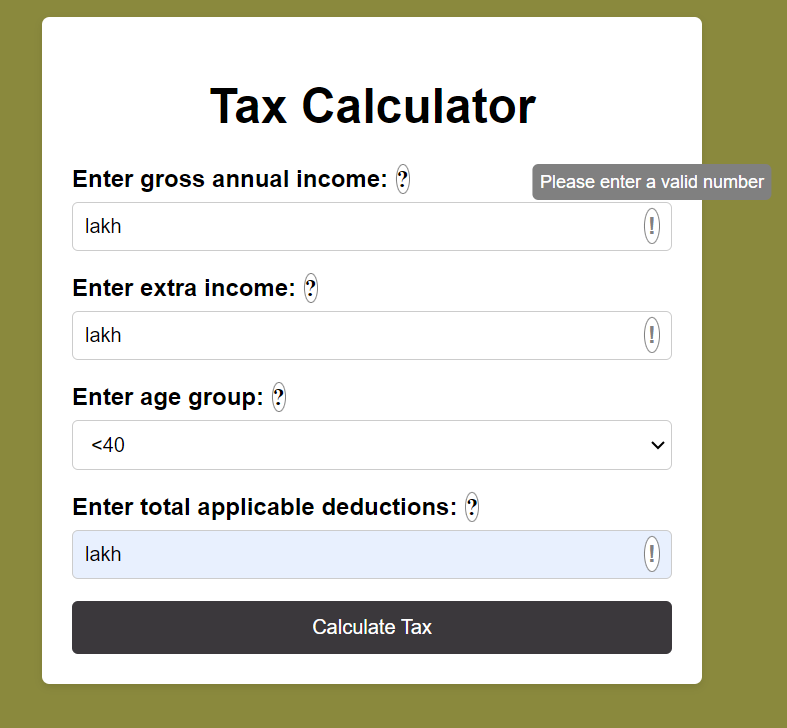 Tax Calculator
Enter gross annual income: ?
Please enter a valid number
lakh !
Enter extra income: ?
lakh !
Enter age group: ?
<40
Enter total applicable deductions: ?
lakh !
Calculate Tax